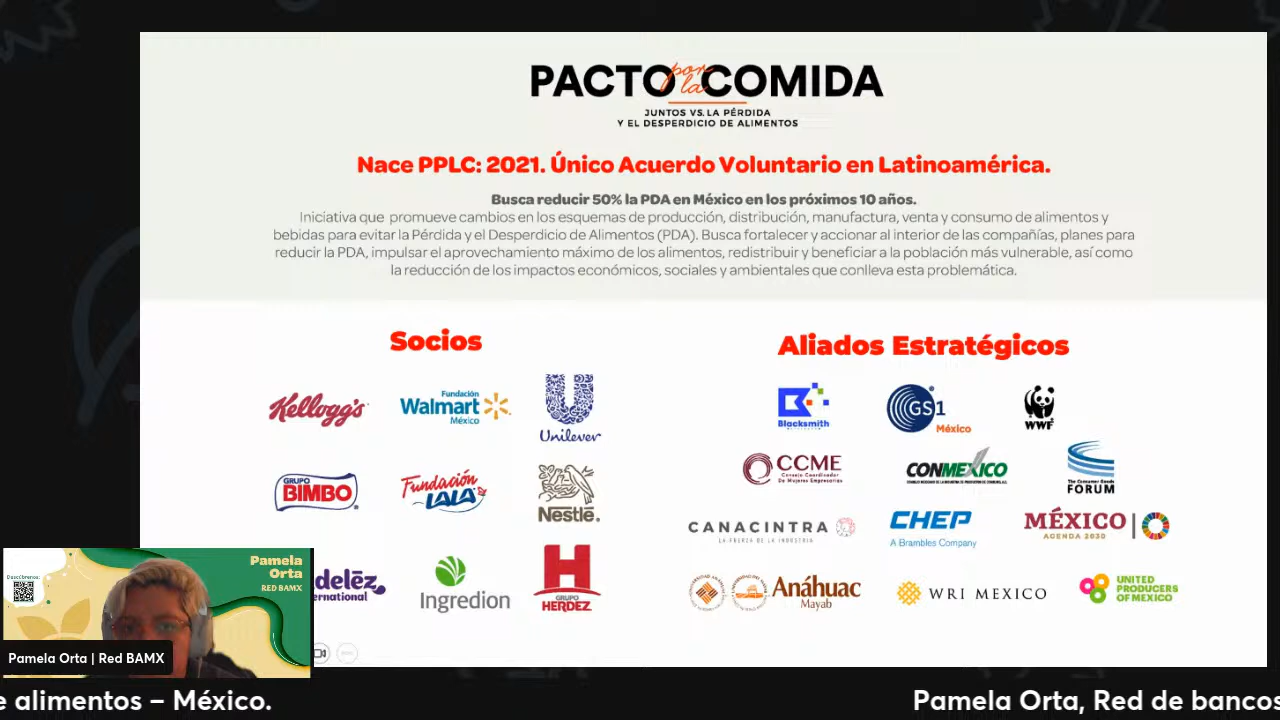 PACTO por la COMIDA
JUNTOS VS. LA PÉRDIDA
Y EL DESPERDICIO DE ALIMENTOS
Nace PPLC: 2021. Único Acuerdo Voluntario en Latinoamérica.
Busca reducir 50% la PDA en México en los próximos 10 años.
Iniciativa que promueve cambios en los esquemas de producción, distribución, manufactura, venta y consumo de alimentos y
bebidas para evitar la Pérdida y el Desperdicio de Alimentos (PDA). Busca fortalecer y accionar al interior de las compañías, planes para
reducir la PDA, impulsar el aprovechamiento máximo de los alimentos, redistribuir y beneficiar a la población más vulnerable, así como
la reducción de los impactos económicos, sociales y ambientales que conlleva esta problemática.
Socios
Kellogg's
Fundación
Walmart
México
Unilever
GRUPO
BIMBO
Fundación
LALA
Nestlé.
delēz
ernational
Ingredion
H
GRUPO
HERDEZ
Aliados Estratégicos
Blacksmith
GS1
México
WWF
CCME
Consejo Coordinador
De Mujeres Empresarias
CONMEXICO
The Consumer Goods
FORUM
CANACINTRA
LA FUERZA DE LA INDUSTRIA
CHEP
A Brambles Company
MÉXICO
AGENDA 2030
Anáhuac
Mayab
WRI MEXICO
UNITED
PRODUCERS
OF MEXICO
Descúbrenos:
Pamela
Orta
RED BAMX
Pamela Orta | Red BAMX
e alimentos – México.
Pamela Orta, Red de bancos